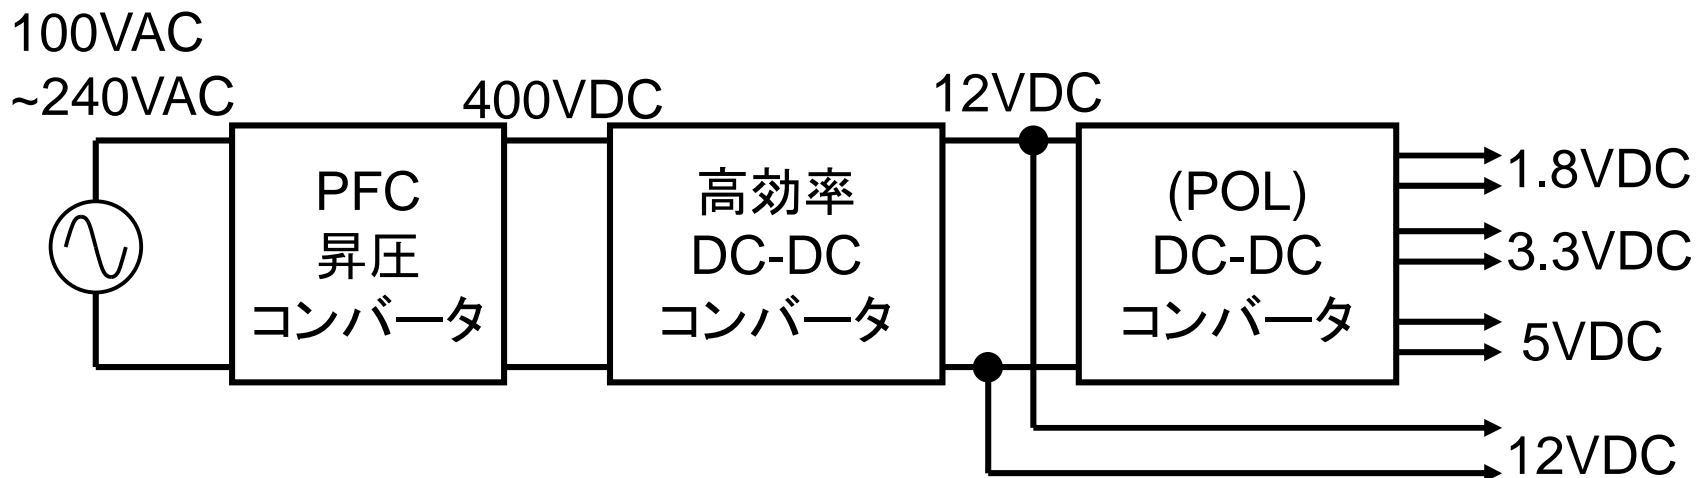 100VAC
~240VAC
400VDC
12VDC
PFC
昇圧
コンバータ
高効率
DC-DC
コンバータ
(POL)
DC-DC
コンバータ
1.8VDC
3.3VDC
5VDC
12VDC